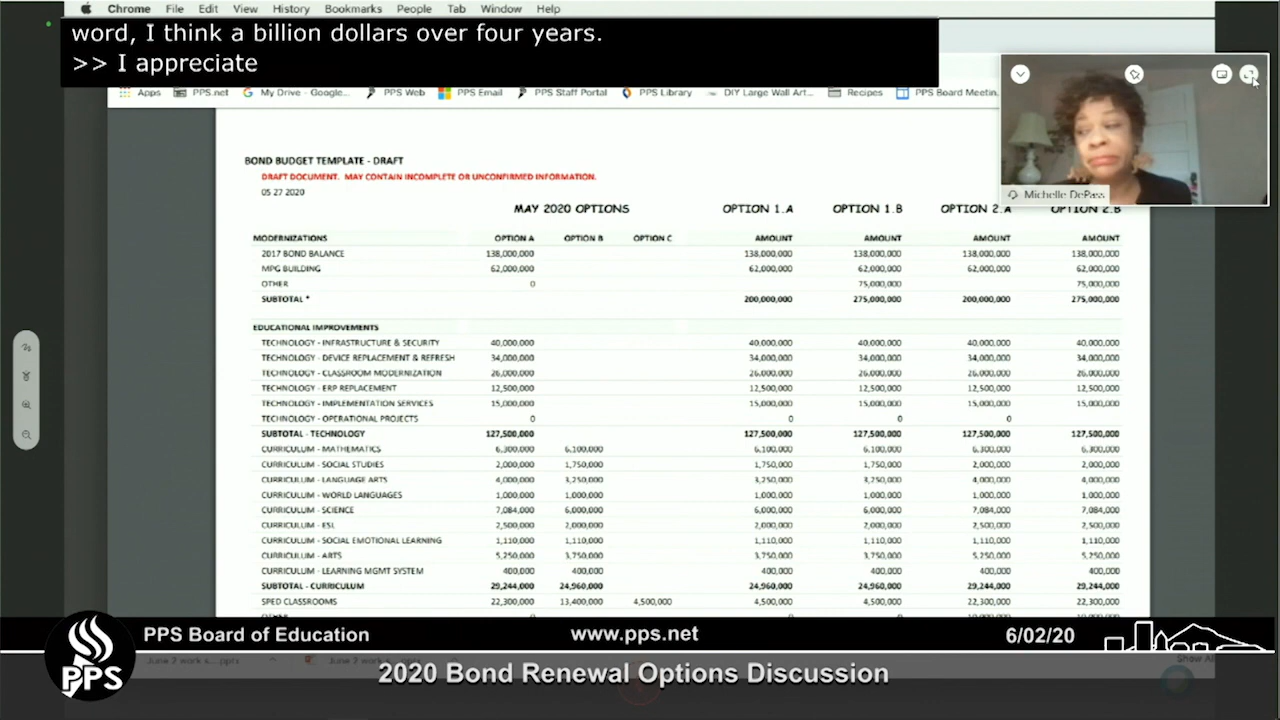 Chrome File Edit View History Bookmarks People Tab Window Help
word, I think a billion dollars over four years.
>> I appreciate
Apps PPS.net My Drive - Google... PPS Web PPS Email PPS Staff Portal PPS Library DIY Large Wall Art... Recipes PPS Board Meetin...
Michelle DePass
BOND BUDGET TEMPLATE - DRAFT
DRAFT DOCUMENT. MAY CONTAIN INCOMPLETE OR UNCONFIRMED INFORMATION.
05 27 2020
MAY 2020 OPTIONS OPTION 1.A OPTION 1.B OPTION 2.A OPTION 2.B
MODERNIZATIONS OPTION A OPTION B OPTION C AMOUNT AMOUNT AMOUNT AMOUNT
2017 BOND BALANCE 138,000,000 138,000,000 138,000,000 138,000,000 138,000,000
MPG BUILDING 62,000,000 62,000,000 62,000,000 62,000,000 62,000,000
OTHER 0 75,000,000 75,000,000
SUBTOTAL * 200,000,000 275,000,000 200,000,000 275,000,000
EDUCATIONAL IMPROVEMENTS
TECHNOLOGY - INFRASTRUCTURE & SECURITY 40,000,000 40,000,000 40,000,000 40,000,000 40,000,000
TECHNOLOGY - DEVICE REPLACEMENT & REFRESH 34,000,000 34,000,000 34,000,000 34,000,000 34,000,000
TECHNOLOGY - CLASSROOM MODERNIZATION 26,000,000 26,000,000 26,000,000 26,000,000 26,000,000
TECHNOLOGY - ERP REPLACEMENT 12,500,000 12,500,000 12,500,000 12,500,000 12,500,000
TECHNOLOGY - IMPLEMENTATION SERVICES 15,000,000 15,000,000 15,000,000 15,000,000 15,000,000
TECHNOLOGY - OPERATIONAL PROJECTS 0 0 0 0
SUBTOTAL - TECHNOLOGY 127,500,000 127,500,000 127,500,000 127,500,000 127,500,000
CURRICULUM - MATHEMATICS 6,300,000 6,100,000 6,100,000 6,100,000 6,300,000 6,300,000
CURRICULUM - SOCIAL STUDIES 2,000,000 1,750,000 1,750,000 1,750,000 2,000,000 2,000,000
CURRICULUM - LANGUAGE ARTS 4,000,000 3,250,000 3,250,000 3,250,000 4,000,000 4,000,000
CURRICULUM - WORLD LANGUAGES 1,000,000 1,000,000 1,000,000 1,000,000 1,000,000 1,000,000
CURRICULUM - SCIENCE 7,084,000 6,000,000 6,000,000 6,000,000 7,084,000 7,084,000
CURRICULUM - ESL 2,500,000 2,000,000 2,000,000 2,000,000 2,500,000 2,500,000
CURRICULUM - SOCIAL EMOTIONAL LEARNING 1,110,000 1,110,000 1,110,000 1,110,000 1,110,000 1,110,000
CURRICULUM - ARTS 5,250,000 3,750,000 3,750,000 3,750,000 5,250,000 5,250,000
CURRICULUM - LEARNING MGMT SYSTEM 400,000 400,000 400,000 400,000 400,000 400,000
SUBTOTAL - CURRICULUM 29,244,000 24,960,000 24,960,000 24,960,000 29,244,000 29,244,000
SPED CLASSROOMS 22,300,000 13,400,000 4,500,000 4,500,000 4,500,000 22,300,000 22,300,000
PPS
PPS Board of Education www.pps.net 6/02/20
2020 Bond Renewal Options Discussion